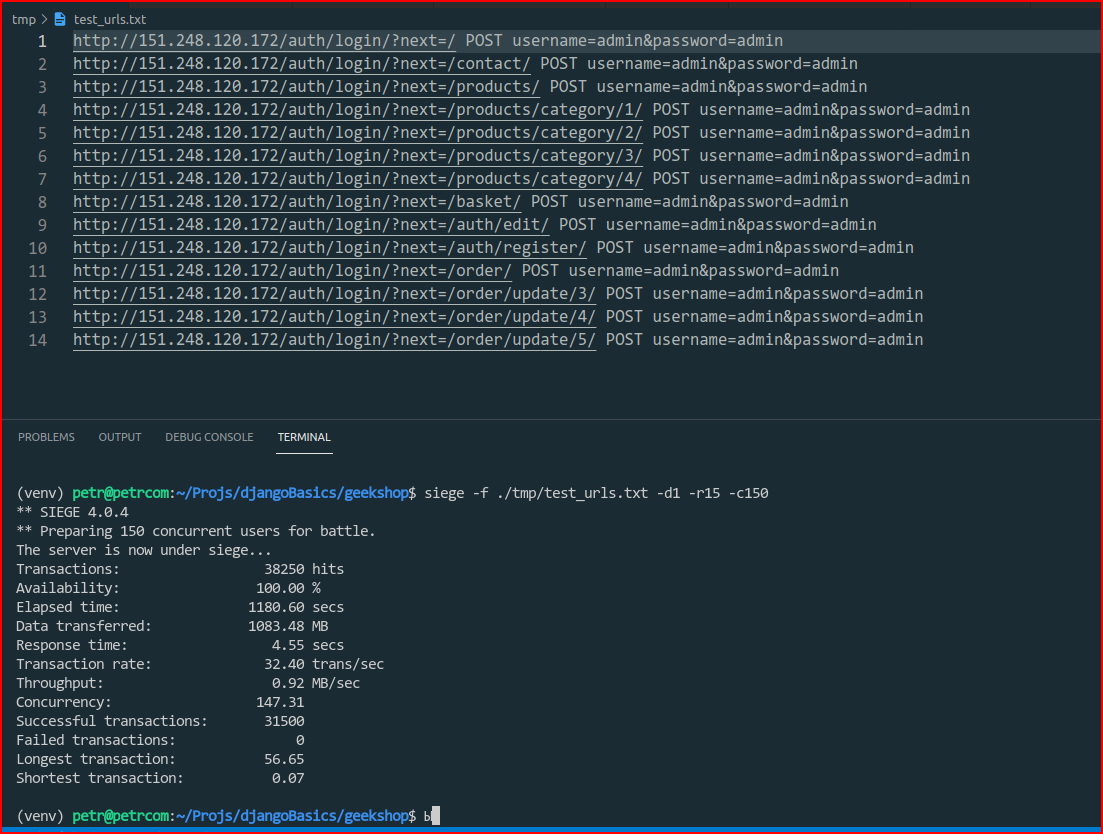 tmp > test_urls.txt
1 http://151.248.120.172/auth/login/?next=/ POST username=admin&password=admin
2 http://151.248.120.172/auth/login/?next=/contact/ POST username=admin&password=admin
3 http://151.248.120.172/auth/login/?next=/products/ POST username=admin&password=admin
4 http://151.248.120.172/auth/login/?next=/products/category/1/ POST username=admin&password=admin
5 http://151.248.120.172/auth/login/?next=/products/category/2/ POST username=admin&password=admin
6 http://151.248.120.172/auth/login/?next=/products/category/3/ POST username=admin&password=admin
7 http://151.248.120.172/auth/login/?next=/products/category/4/ POST username=admin&password=admin
8 http://151.248.120.172/auth/login/?next=/basket/ POST username=admin&password=admin
9 http://151.248.120.172/auth/login/?next=/auth/edit/ POST username=admin&password=admin
10 http://151.248.120.172/auth/login/?next=/auth/register/ POST username=admin&password=admin
11 http://151.248.120.172/auth/login/?next=/order/ POST username=admin&password=admin
12 http://151.248.120.172/auth/login/?next=/order/update/3/ POST username=admin&password=admin
13 http://151.248.120.172/auth/login/?next=/order/update/4/ POST username=admin&password=admin
14 http://151.248.120.172/auth/login/?next=/order/update/5/ POST username=admin&password=admin
PROBLEMS OUTPUT DEBUG CONSOLE TERMINAL
(venv) petr@petrcom:~/Projs/djangoBasics/geekshop$ siege -f ./tmp/test_urls.txt -d1 -r15 -c150
** SIEGE 4.0.4
** Preparing 150 concurrent users for battle.
The server is now under siege...
Transactions: 38250 hits
Availability: 100.00 %
Elapsed time: 1180.60 secs
Data transferred: 1083.48 MB
Response time: 4.55 secs
Transaction rate: 32.40 trans/sec
Throughput: 0.92 MB/sec
Concurrency: 147.31
Successful transactions: 31500
Failed transactions: 0
Longest transaction: 56.65
Shortest transaction: 0.07
(venv) petr@petrcom:~/Projs/djangoBasics/geekshop$